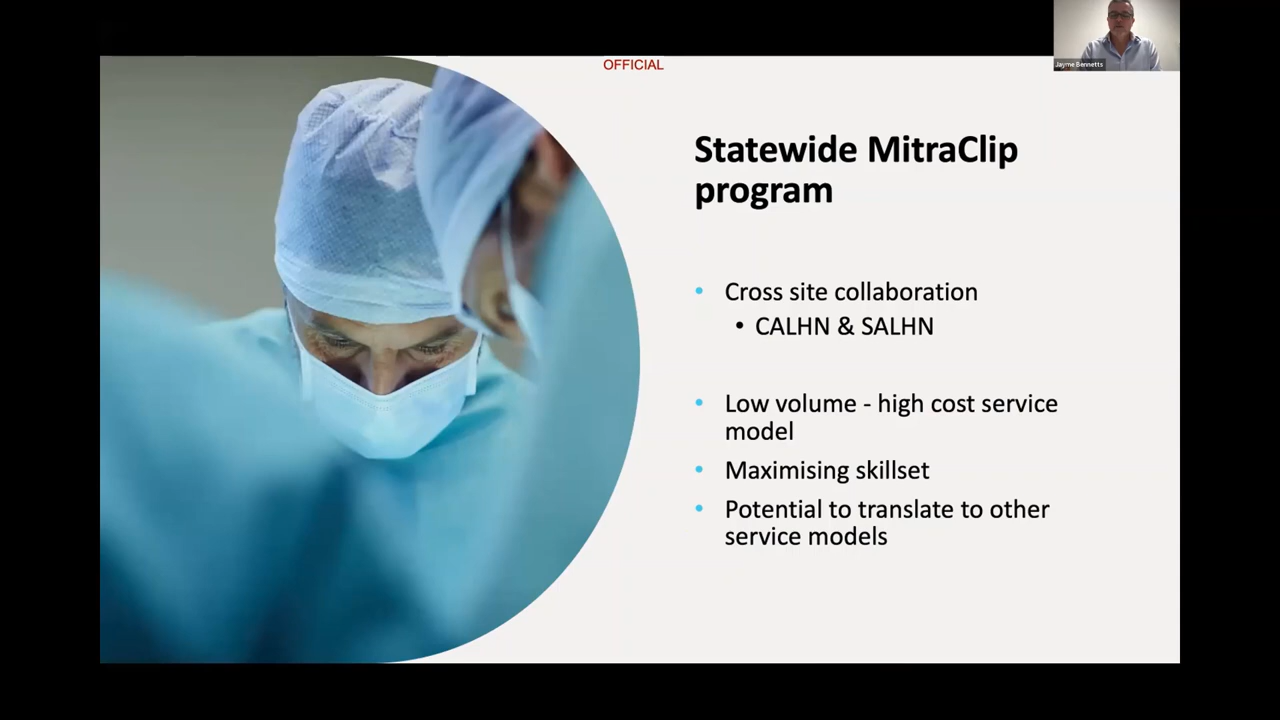 OFFICIAL
Jayme Bennetts
Statewide MitraClip
program
• Cross site collaboration
• CALHN & SALHN
• Low volume - high cost service
model
• Maximising skillset
• Potential to translate to other
service models